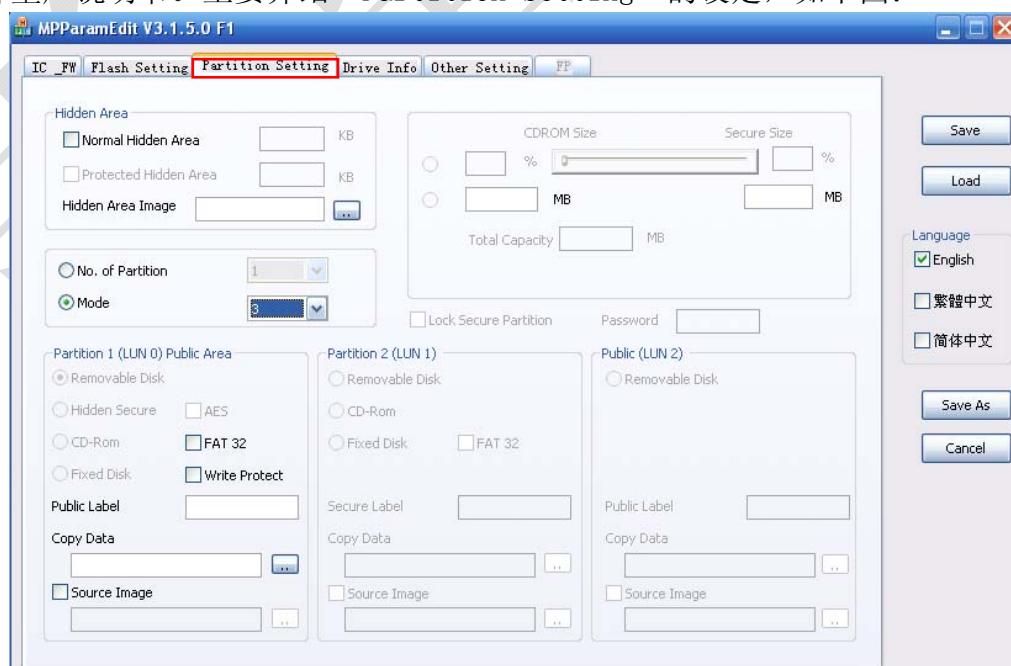 MPParamEdit V3.1.5.0 F1
IC _FW Flash Setting Partition Setting Drive Info Other Setting FP
Hidden Area
Normal Hidden Area KB
Protected Hidden Area KB
Hidden Area Image ..
CDROM Size Secure Size
% %
MB MB
Total Capacity MB
No. of Partition 1
Mode 3
Lock Secure Partition Password
Partition 1 (LUN 0) Public Area
Removable Disk
Hidden Secure AES
CD-Rom FAT 32
Fixed Disk Write Protect
Public Label
Copy Data
..
Source Image
..
Partition 2 (LUN 1)
Removable Disk
CD-Rom
Fixed Disk FAT 32
Secure Label
Copy Data
..
Source Image
..
Public (LUN 2)
Removable Disk
Public Label
Copy Data
..
Source Image
..
Save
Load
Language
English
繁體中文
简体中文
Save As
Cancel